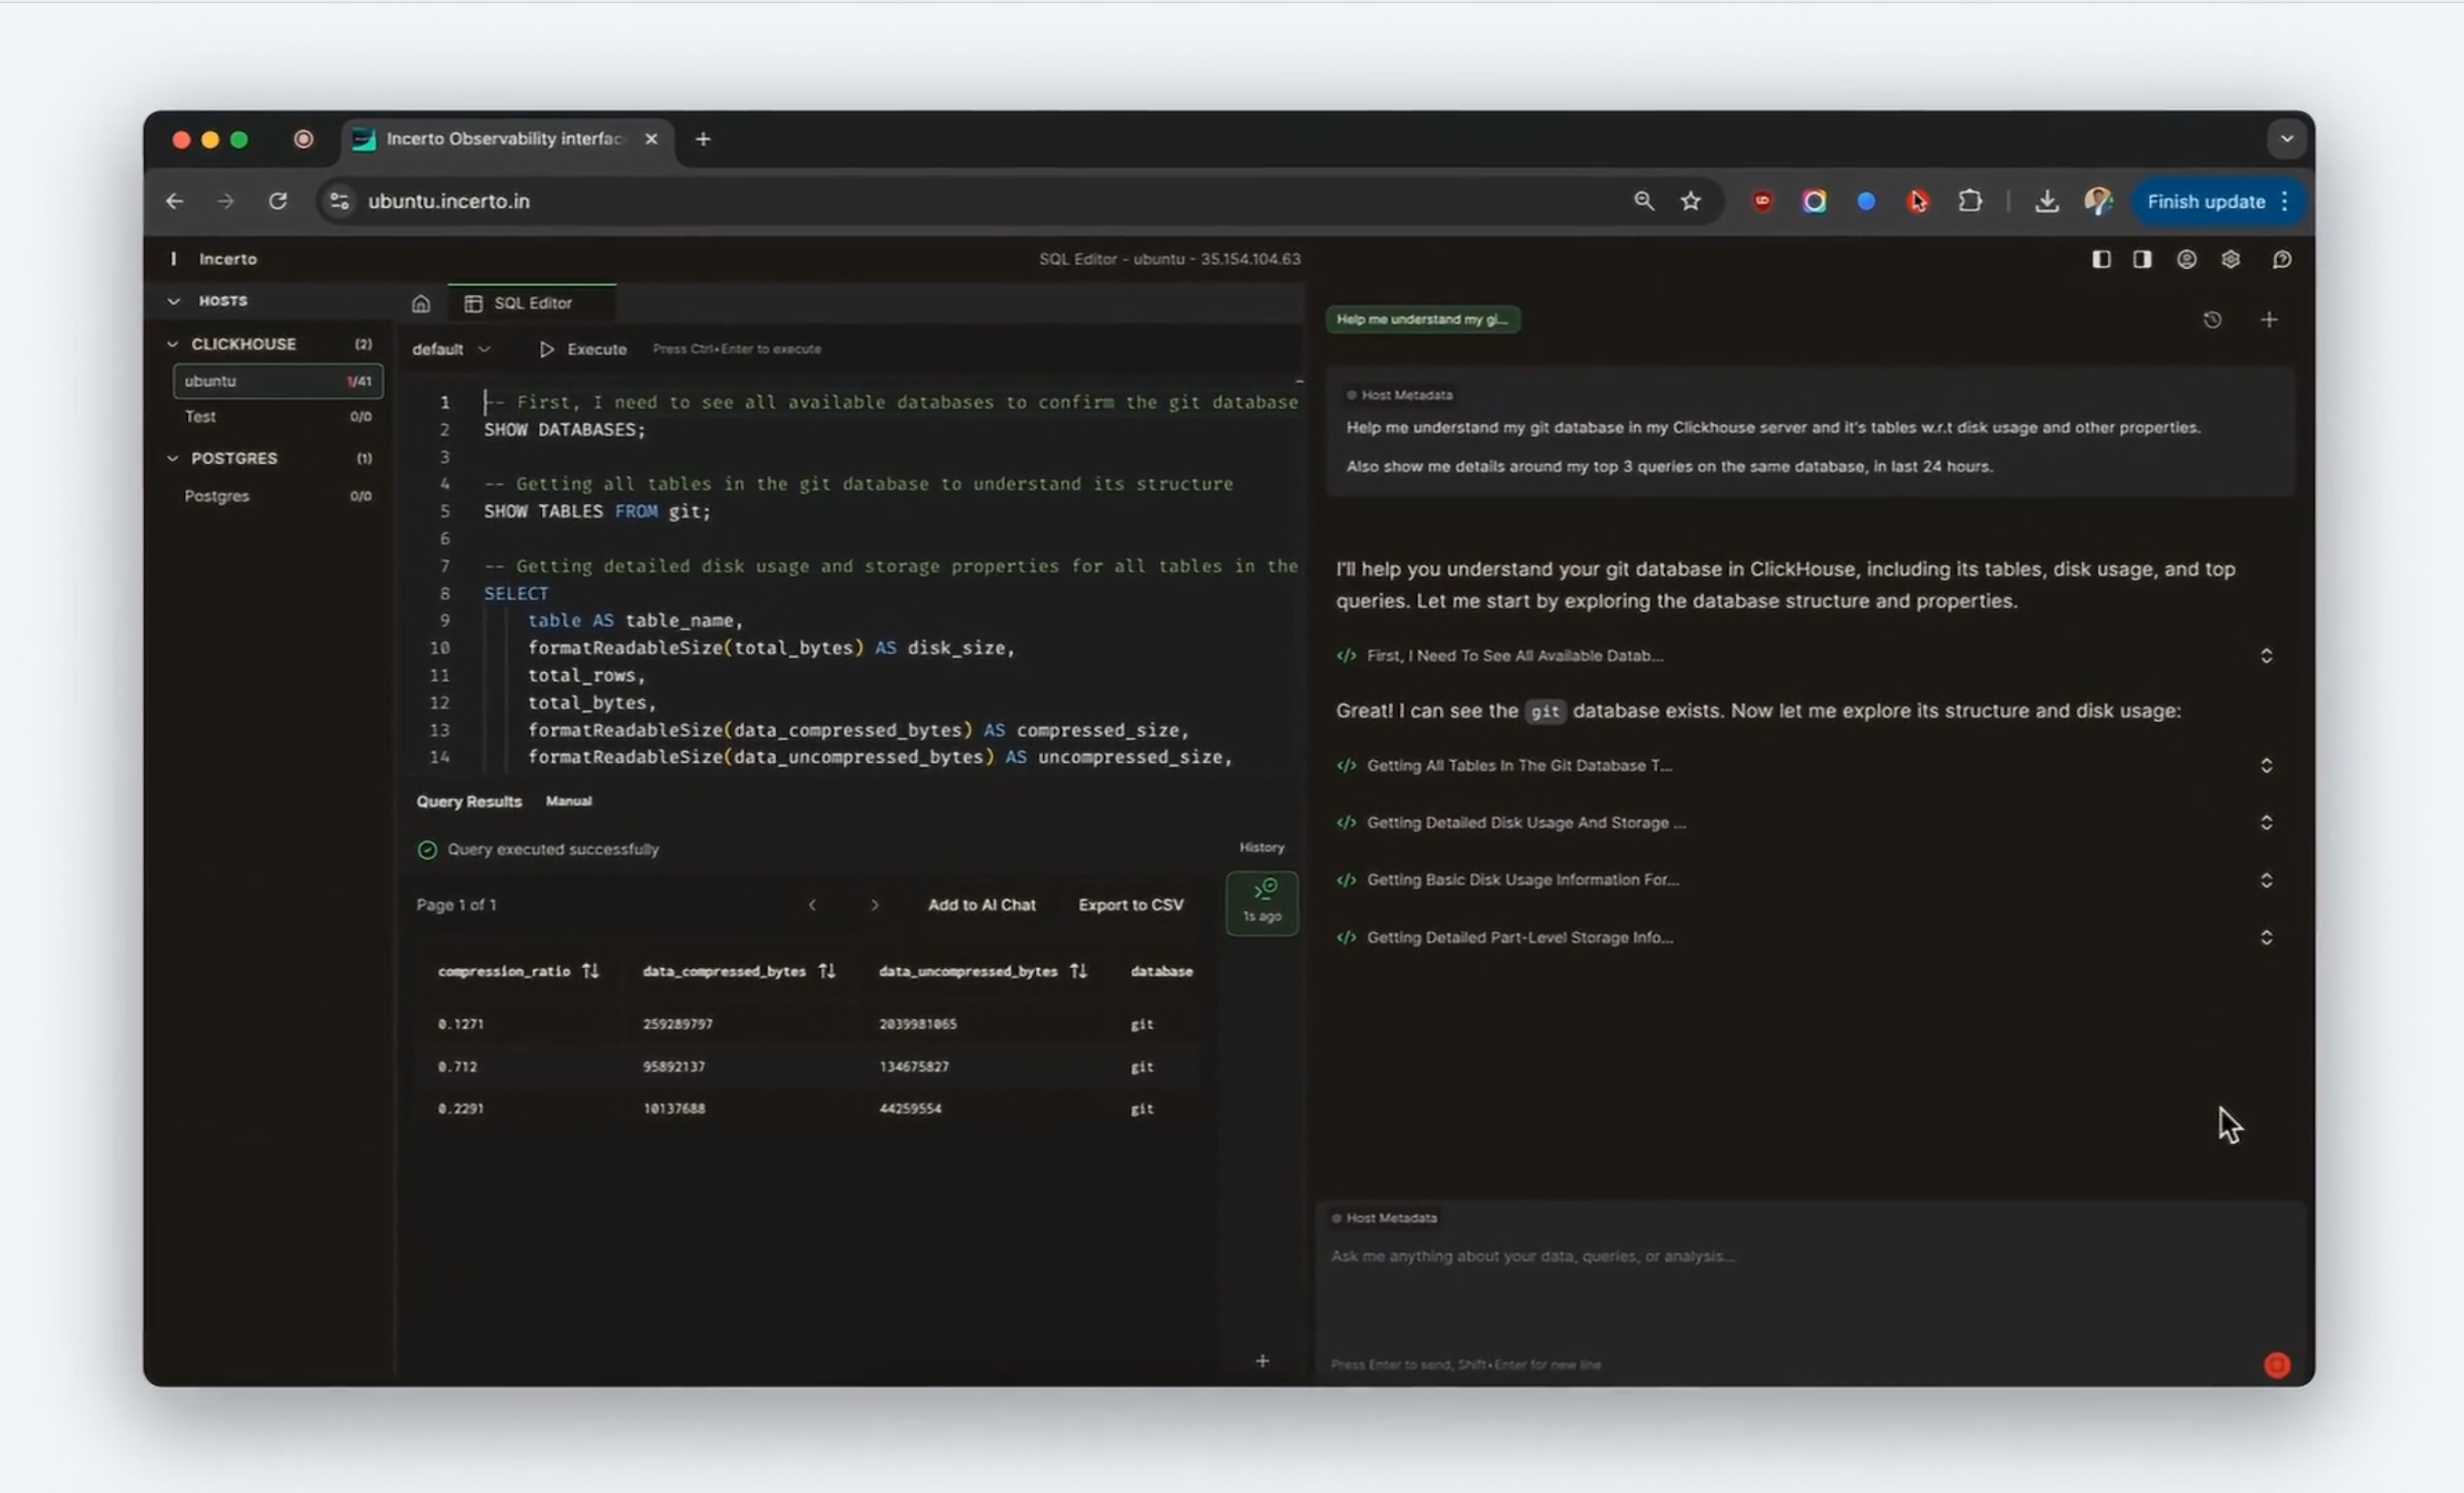 Incerto Observability interfac
ubuntu.incerto.in
Finish update
I Incerto
SQL Editor - ubuntu - 35.154.104.63
HOSTS
CLICKHOUSE (2)
ubuntu 1/41
Test 0/0
POSTGRES (1)
Postgres 0/0
SQL Editor
default Execute Press Ctrl+Enter to execute
1 -- First, I need to see all available databases to confirm the git database
2 SHOW DATABASES;
3
4 -- Getting all tables in the git database to understand its structure
5 SHOW TABLES FROM git;
6
7 -- Getting detailed disk usage and storage properties for all tables in the
8 SELECT
9 table AS table_name,
10 formatReadableSize(total_bytes) AS disk_size,
11 total_rows,
12 total_bytes,
13 formatReadableSize(data_compressed_bytes) AS compressed_size,
14 formatReadableSize(data_uncompressed_bytes) AS uncompressed_size,
Query Results Manual
Query executed successfully
History
1s ago
Page 1 of 1 Add to AI Chat Export to CSV
compression_ratio data_compressed_bytes data_uncompressed_bytes database
0.1271 259289797 2039981065 git
0.712 95892137 134675827 git
0.2291 10137688 44259554 git
Help me understand my gi...
Host Metadata
Help me understand my git database in my Clickhouse server and it's tables w.r.t disk usage and other properties.
Also show me details around my top 3 queries on the same database, in last 24 hours.
I'll help you understand your git database in ClickHouse, including its tables, disk usage, and top
queries. Let me start by exploring the database structure and properties.
</> First, I Need To See All Available Datab...
Great! I can see the git database exists. Now let me explore its structure and disk usage:
</> Getting All Tables In The Git Database T...
</> Getting Detailed Disk Usage And Storage ...
</> Getting Basic Disk Usage Information For...
</> Getting Detailed Part-Level Storage Info...
Host Metadata
Ask me anything about your data, queries, or analysis...
Press Enter to send, Shift+Enter for new line